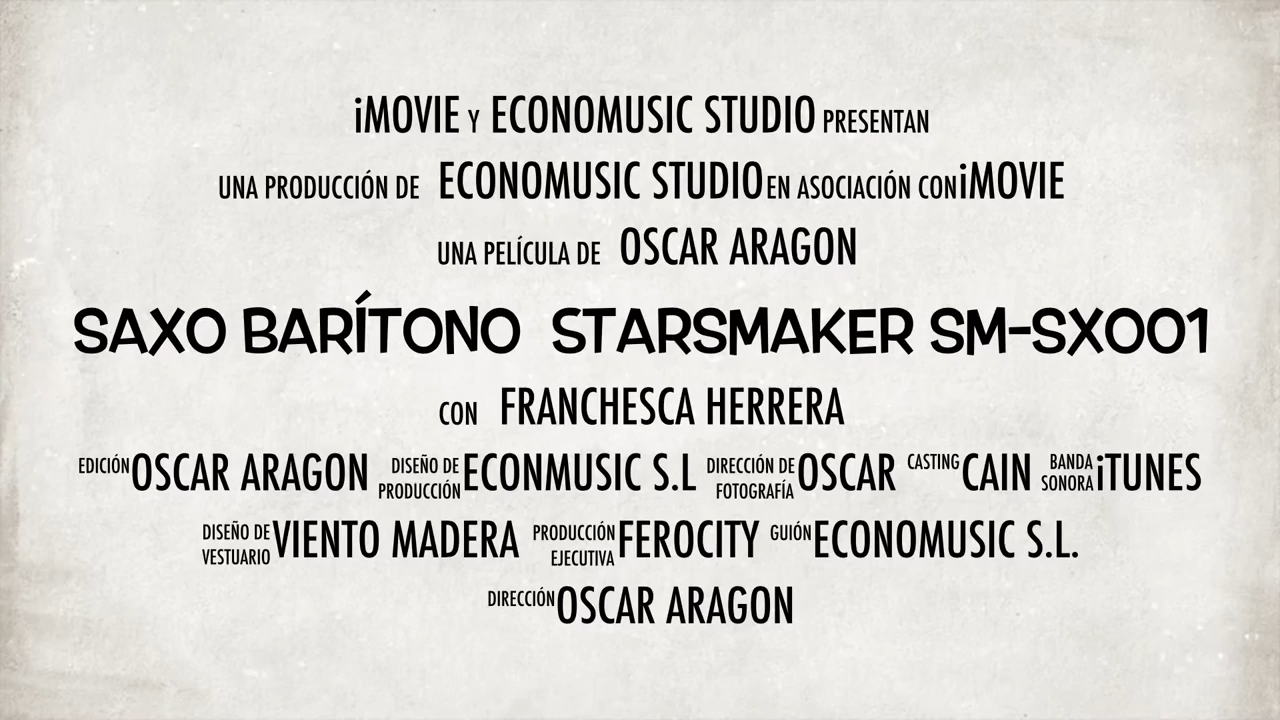 iMOVIE Y ECONOMUSIC STUDIO PRESENTAN
UNA PRODUCCIÓN DE ECONOMUSIC STUDIO EN ASOCIACIÓN CON iMOVIE
UNA PELÍCULA DE OSCAR ARAGON
SAXO BARÍTONO STARSMAKER SM-SX001
CON FRANCHESCA HERRERA
EDICIÓN OSCAR ARAGON DISEÑO DE PRODUCCIÓN ECONMUSIC S.L DIRECCIÓN DE FOTOGRAFÍA OSCAR CASTING CAIN BANDA SONORA iTUNES
DISEÑO DE VESTUARIO VIENTO MADERA PRODUCCIÓN EJECUTIVA FEROCITY GUIÓN ECONOMUSIC S.L.
DIRECCIÓN OSCAR ARAGON